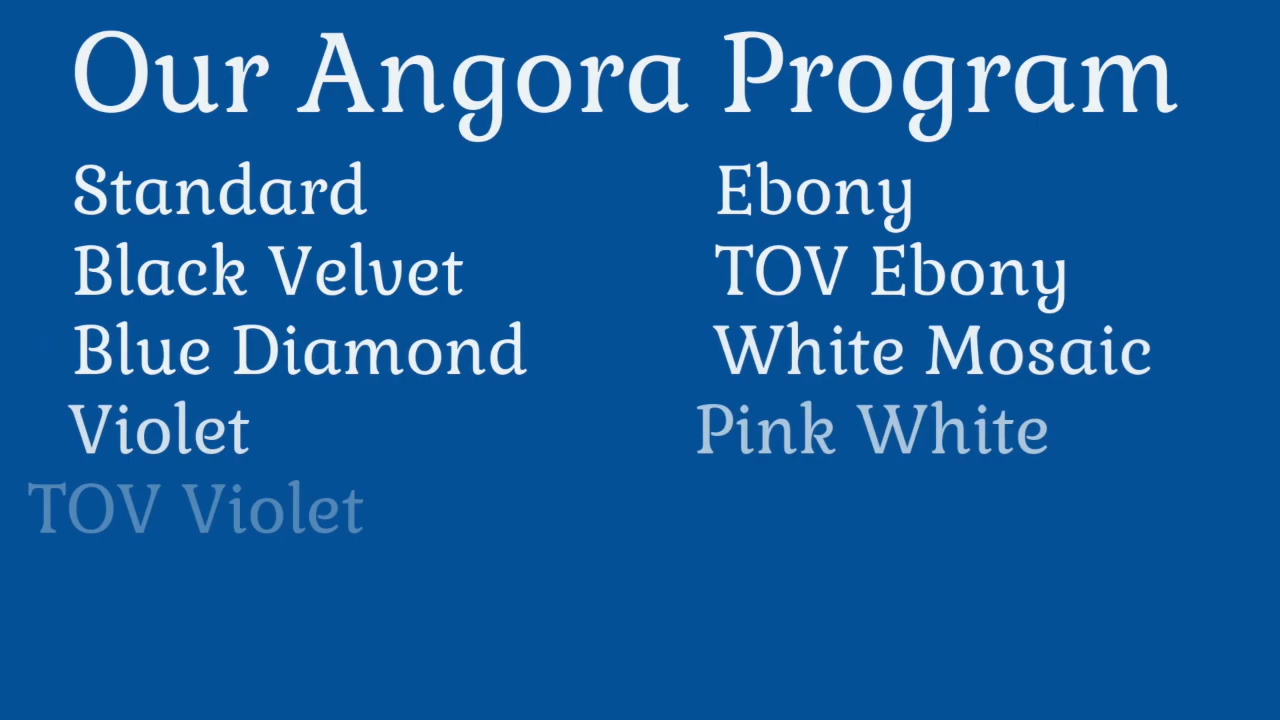 Our Angora Program
Standard
Black Velvet
Blue Diamond
Violet
TOV Violet
Ebony
TOV Ebony
White Mosaic
Pink White